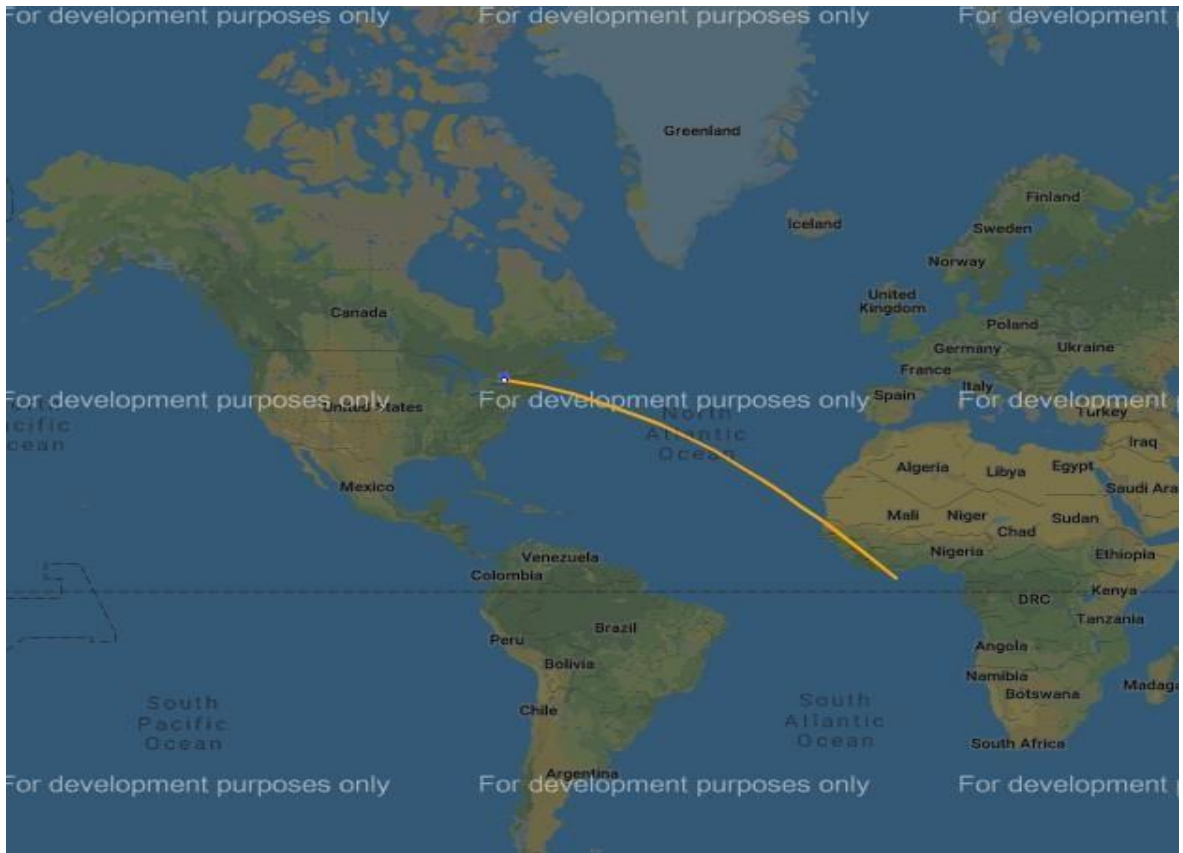 For development purposes only
For development purposes only
For development p
Greenland
Finland
Iceland
Sweden
Norway
United
Kingdom
Canada
Poland
Germany
Ukraine
France
Italy
Spain
For development purposes only
For development purposes only
For development p
United States
Turkey
North
Atlantic
Ocean
acific
cean
Iraq
Algeria
Libya
Egypt
Mexico
Saudi Ara
Mali
Niger
Chad
Sudan
Nigeria
Ethiopia
Venezuela
Colombia
Kenya
DRC
Tanzania
Brazil
Peru
Angola
Bolivia
Namibia
Botswana
Madaga
South
Pacific
Ocean
Chile
South
Atlantic
Ocean
South Africa
Argentina
For development purposes only
For development purposes only
For development p